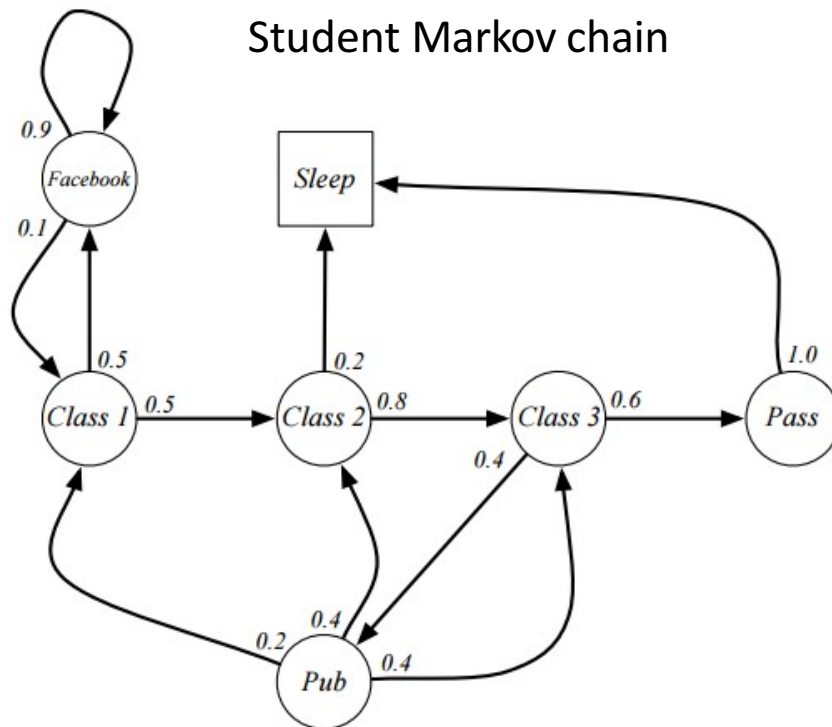 Student Markov chain
0.9
Facebook
Sleep
0.1
0.5
0.2
1.0
Class 1
0.5
Class 2
0.8
Class 3
0.6
Pass
0.4
0.4
0.2
0.4
Pub